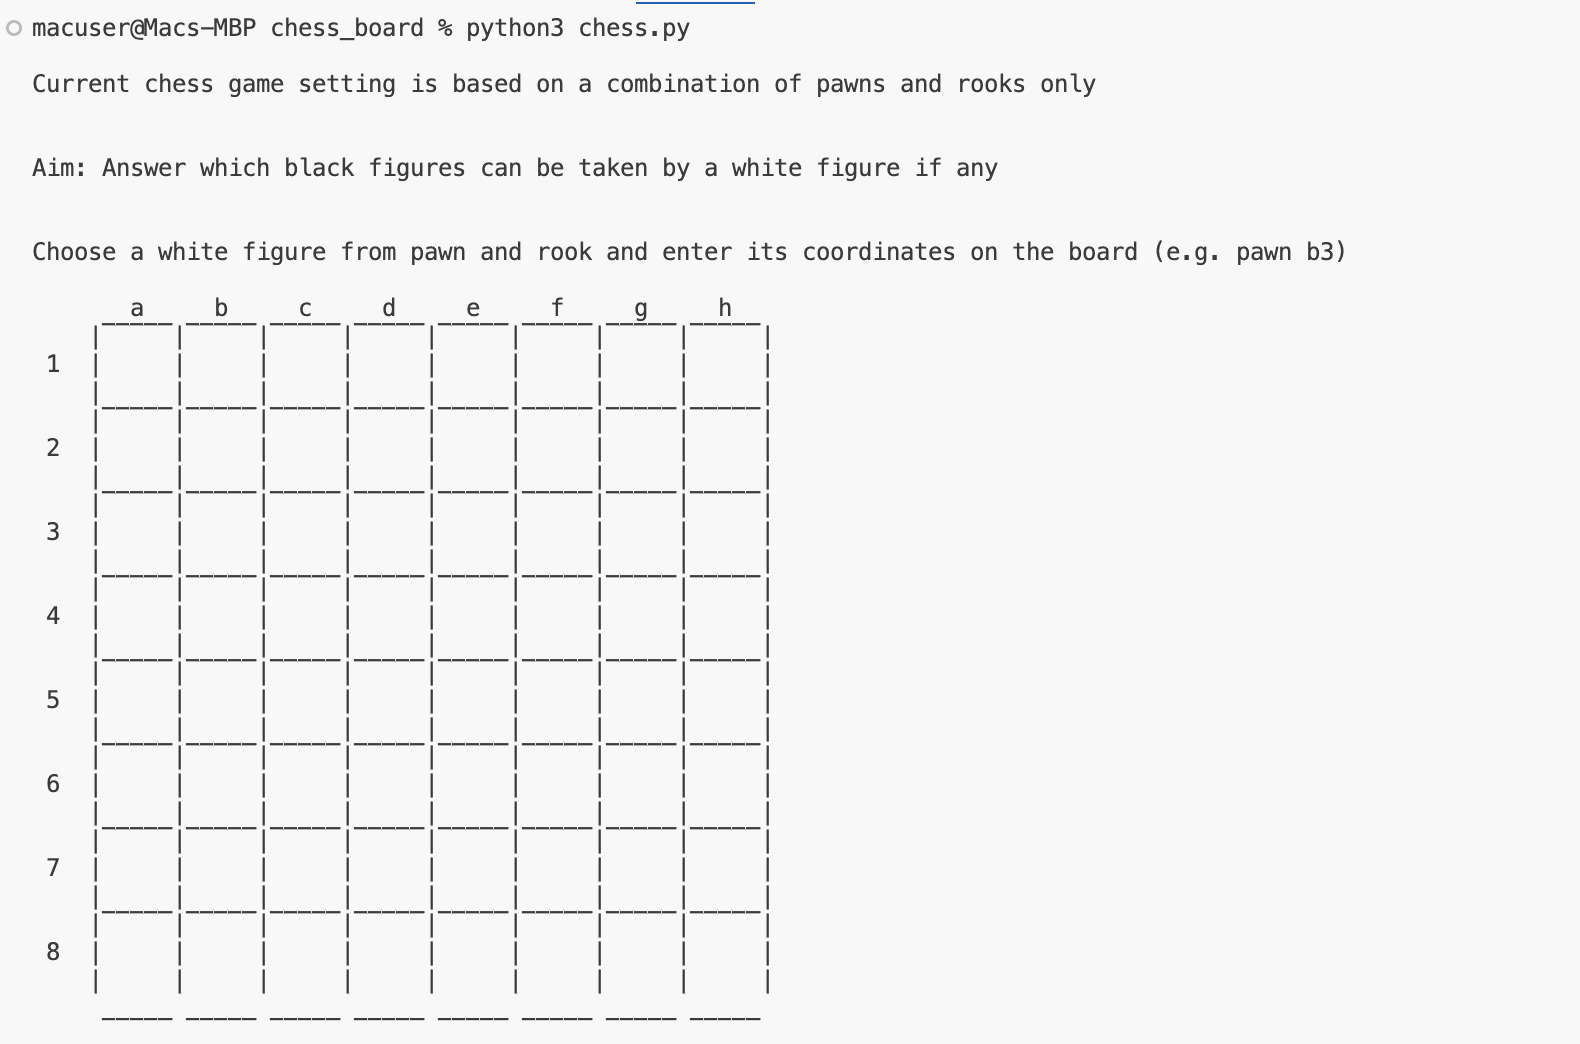 macuser@Macs-MBP chess_board % python3 chess.py
Current chess game setting is based on a combination of pawns and rooks only
Aim: Answer which black figures can be taken by a white figure if any
Choose a white figure from pawn and rook and enter its coordinates on the board (e.g. pawn b3)
a b c d e f g h
1
2
3
4
5
6
7
8